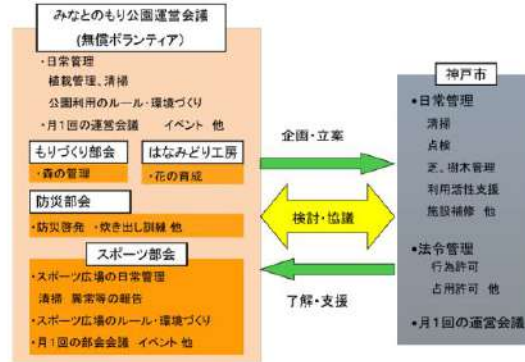 みなとのもり公園運営会議
(無償ボランティア)
・日常管理
植栽管理、清掃
公園利用のルール・環境づくり
・月1回の運営会議 イベント 他
もりづくり部会
・森の管理
はなみどり工房
・花の育成
防災部会
・防災啓発 ・炊き出し訓練 他
スポーツ部会
・スポーツ広場の日常管理
清掃 異常等の報告
・スポーツ広場のルール・環境づくり
・月1回の部会会議 イベント 他
企画・立案
検討・協議
了解・支援
神戸市
•日常管理
清掃
点検
芝、樹木管理
利用活性支援
施設補修 他
•法令管理
行為許可
占用許可 他
•月1回の運営会議